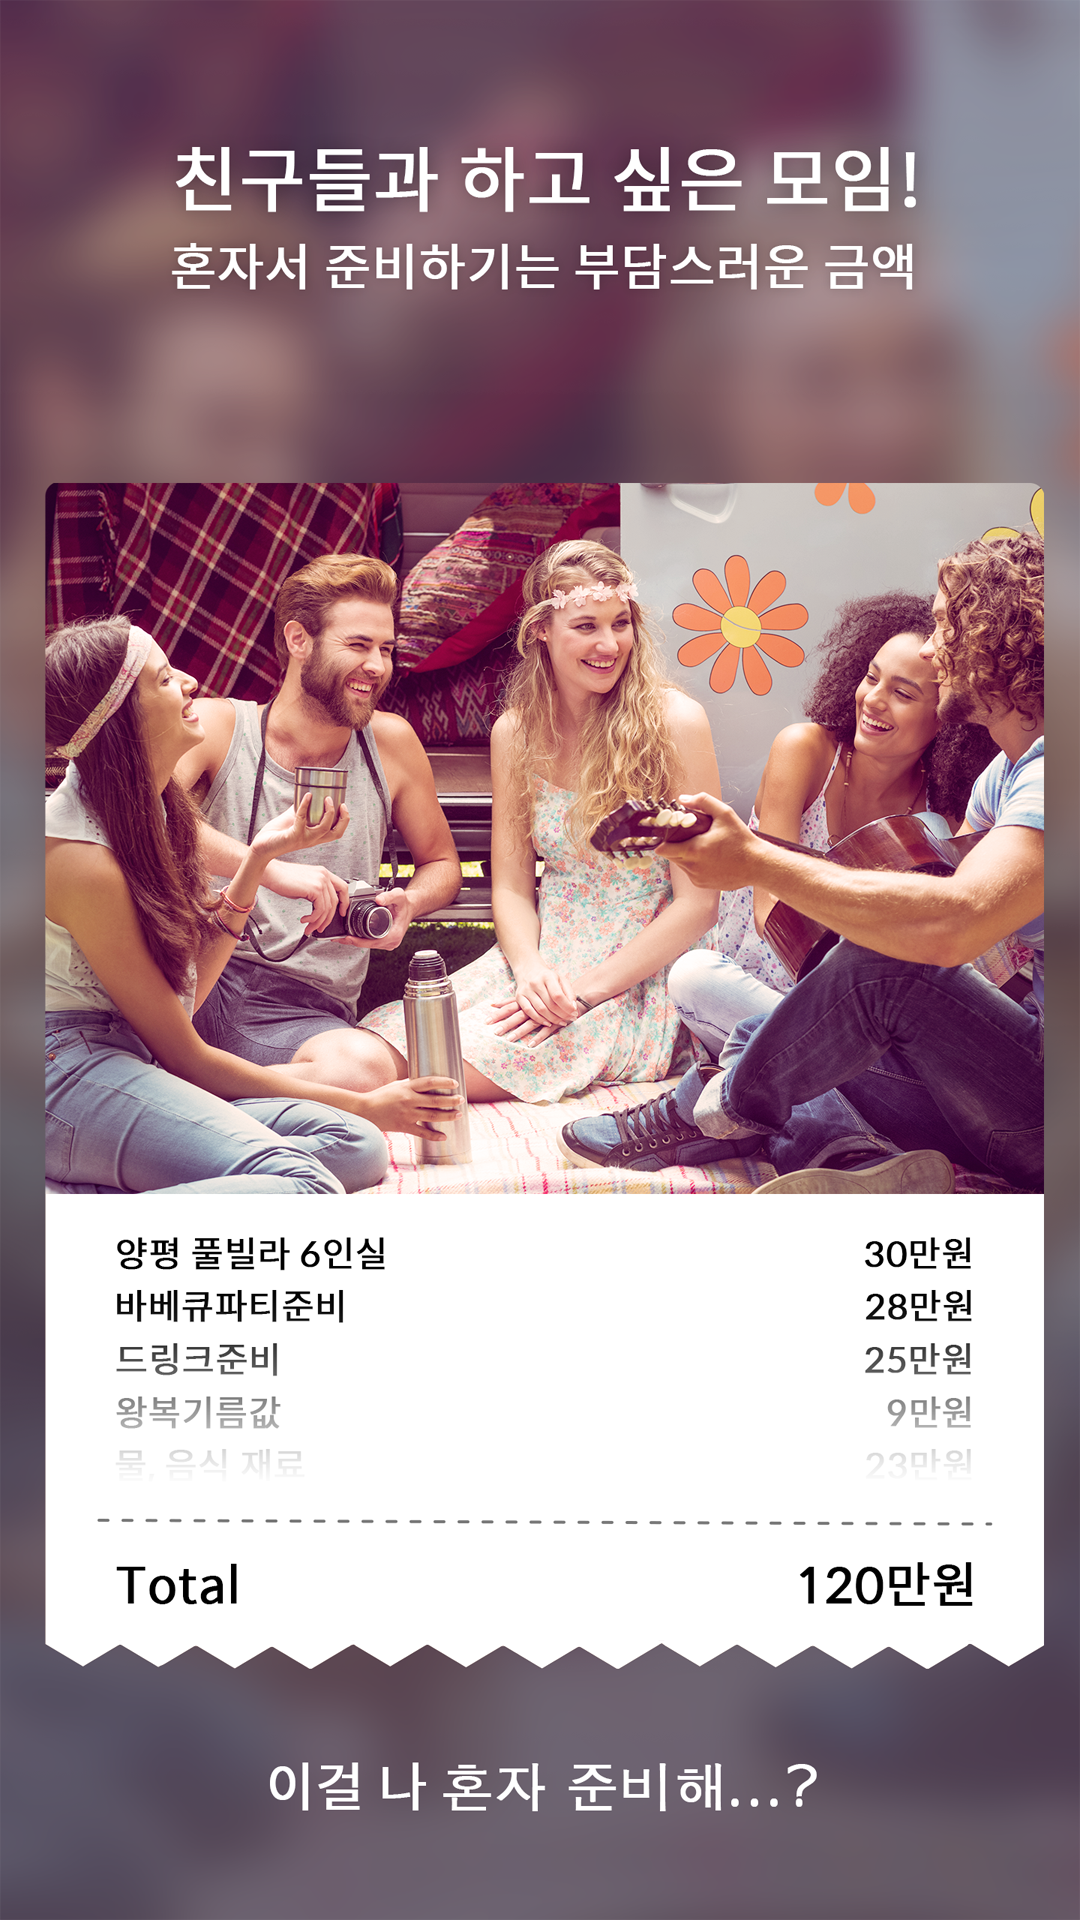 친구들과 하고 싶은 모임!
혼자서 준비하기는 부담스러운 금액
양평 풀빌라 6인실 30만원
바베큐파티준비 28만원
드링크준비 25만원
왕복기름값 9만원
물, 음식 재료 23만원
Total 120만원
이걸 나 혼자 준비해...?